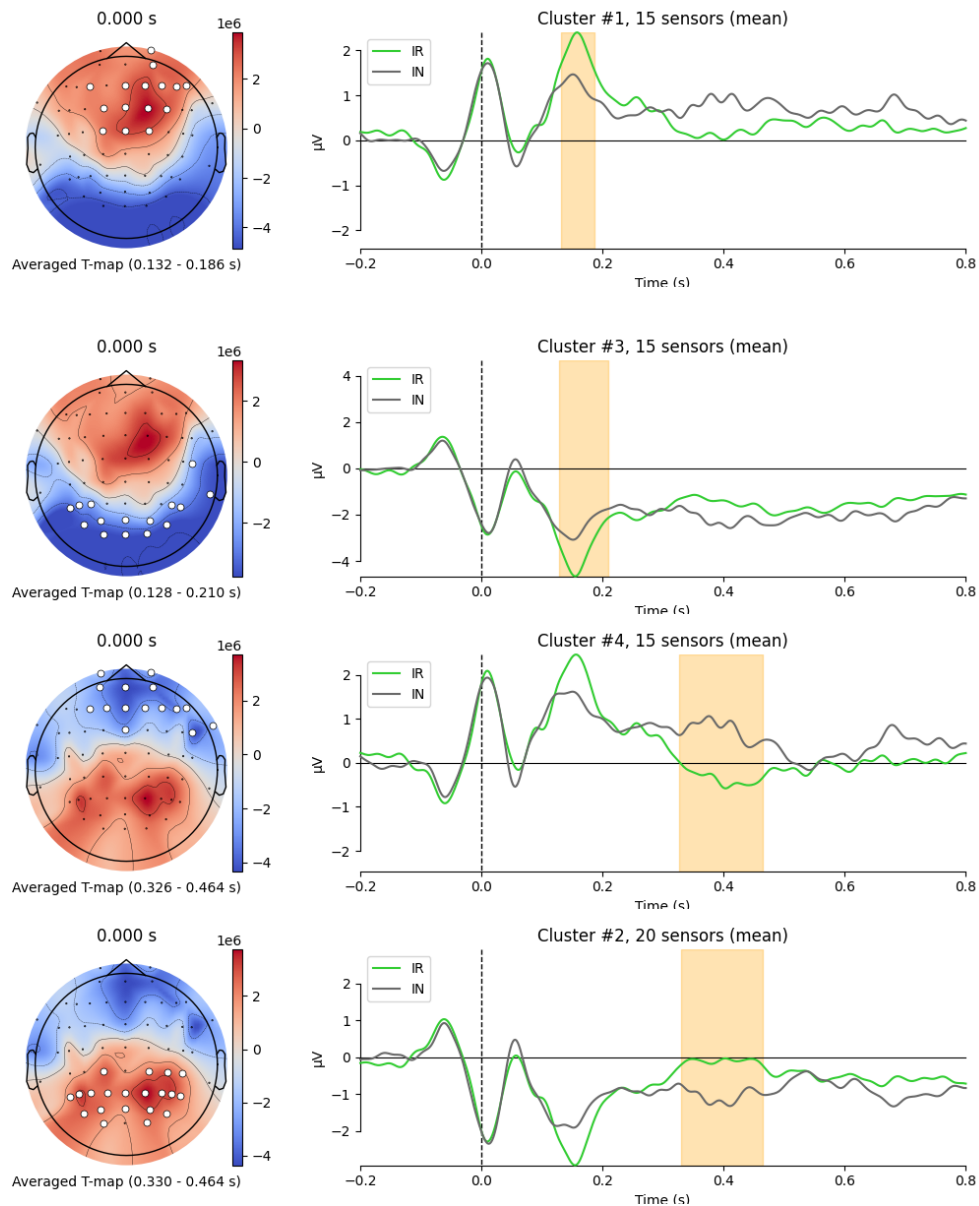 0.000 s
1e6
2
0
−2
−4
Averaged T-map (0.132 - 0.186 s)
Cluster #1, 15 sensors (mean)
IR
IN
µV
2
1
0
−1
−2
−0.2 0.0 0.2 0.4 0.6 0.8
Time (s)
0.000 s
1e6
2
0
−2
Averaged T-map (0.128 - 0.210 s)
Cluster #3, 15 sensors (mean)
IR
IN
µV
4
2
0
−2
−4
−0.2 0.0 0.2 0.4 0.6 0.8
Time (s)
0.000 s
1e6
2
0
−2
−4
Averaged T-map (0.326 - 0.464 s)
Cluster #4, 15 sensors (mean)
IR
IN
µV
2
1
0
−1
−2
−0.2 0.0 0.2 0.4 0.6 0.8
Time (s)
0.000 s
1e6
2
0
−2
−4
Averaged T-map (0.330 - 0.464 s)
Cluster #2, 20 sensors (mean)
IR
IN
µV
2
1
0
−1
−2
−0.2 0.0 0.2 0.4 0.6 0.8
Time (s)